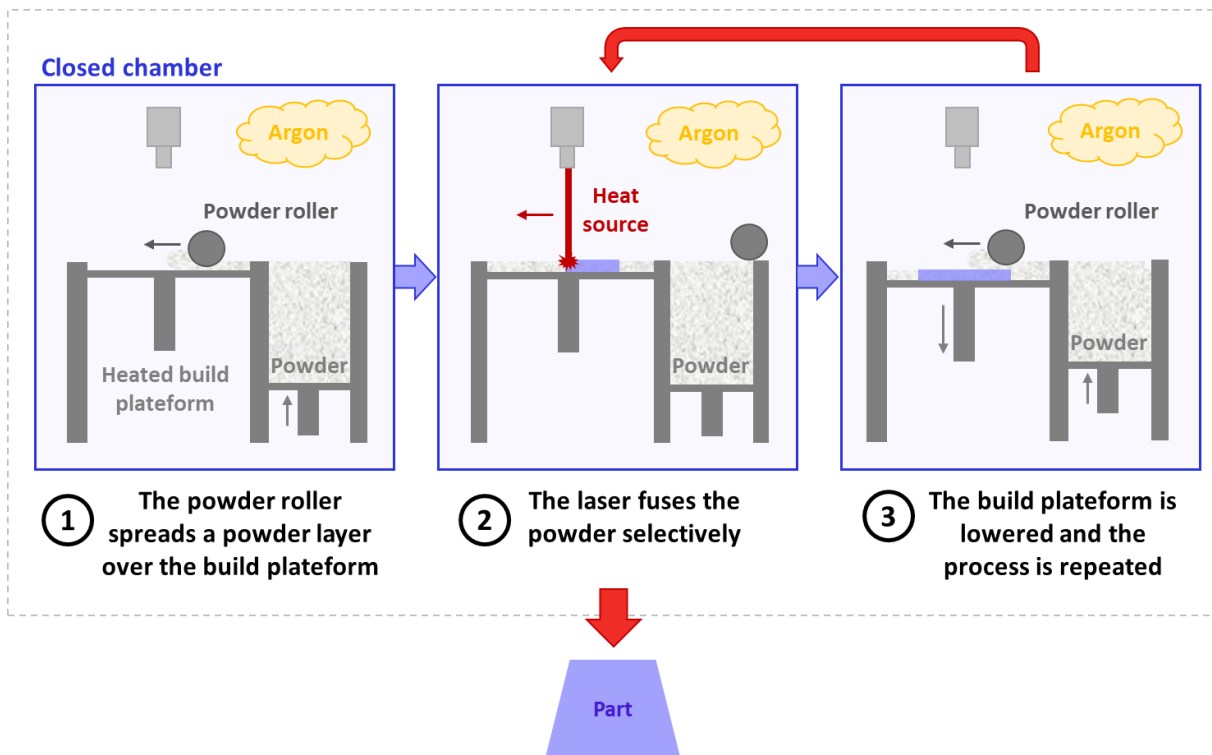 Closed chamber
Argon
Powder roller
Heated build
plateform
Powder
Argon
Heat
source
Powder
Argon
Powder roller
Powder
1
The powder roller
spreads a powder layer
over the build plateform
2
The laser fuses the
powder selectively
3
The build plateform is
lowered and the
process is repeated
Part